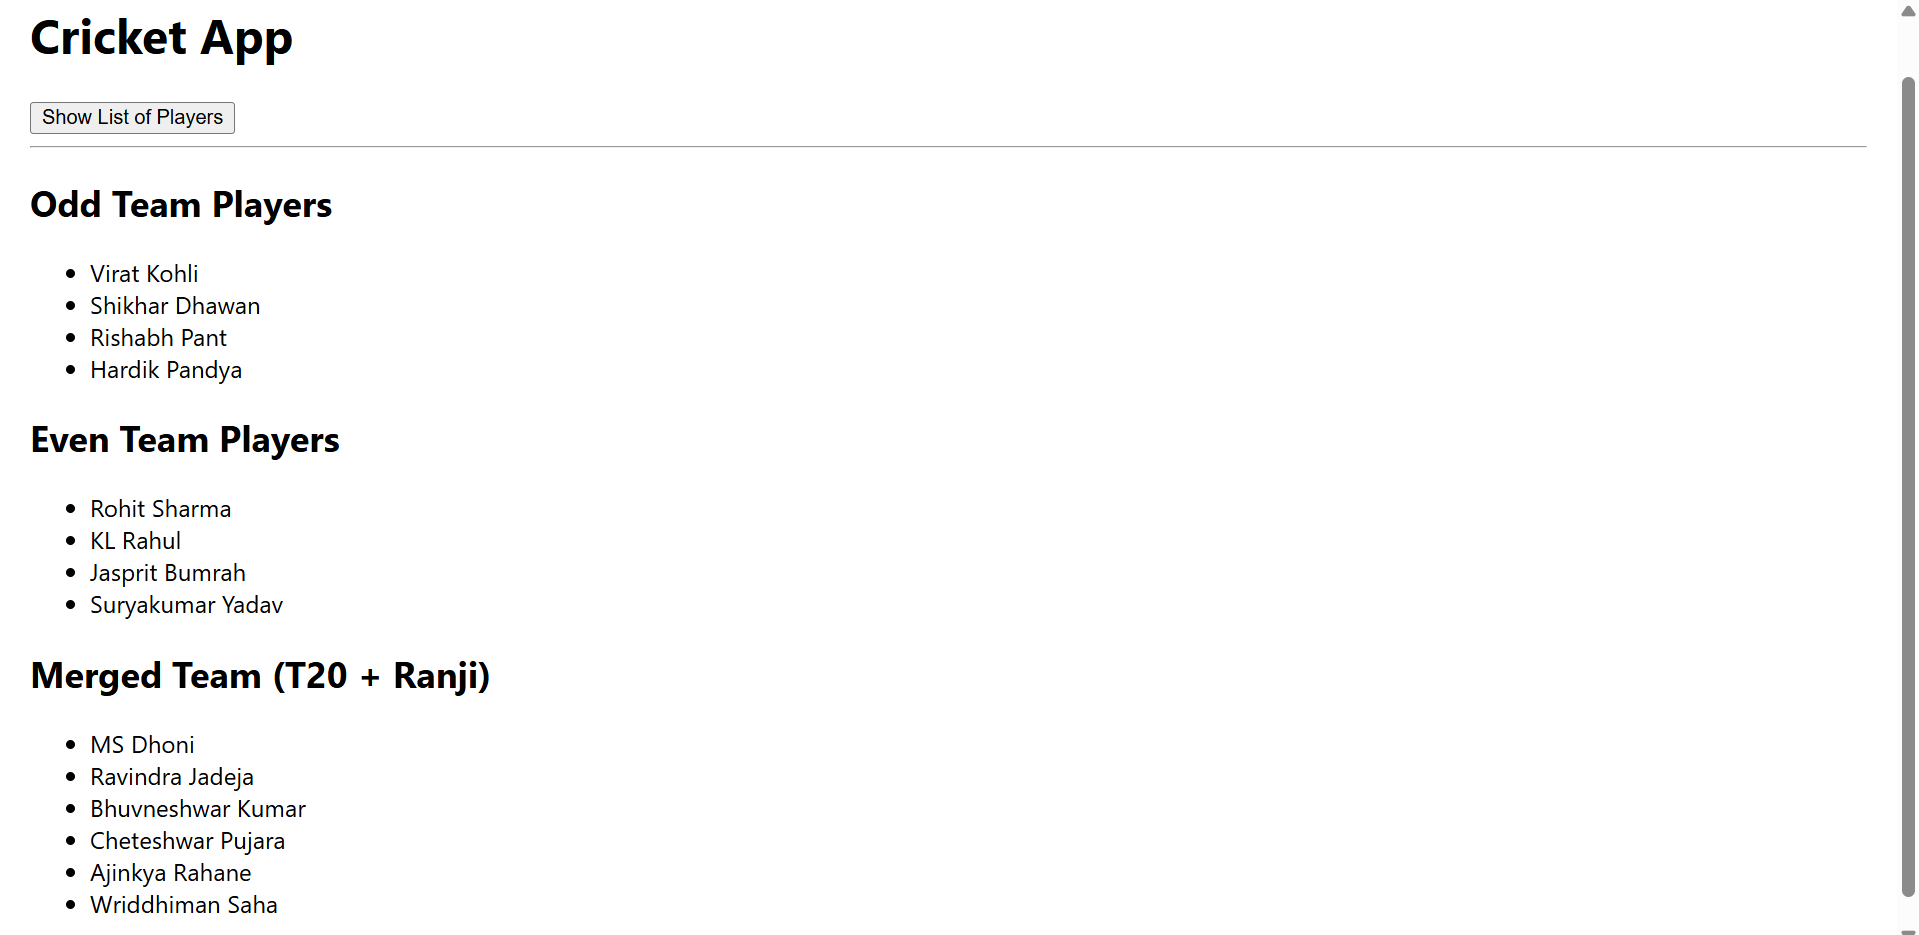 Cricket App
Show List of Players
Odd Team Players
Virat Kohli
Shikhar Dhawan
Rishabh Pant
Hardik Pandya
Even Team Players
Rohit Sharma
KL Rahul
Jasprit Bumrah
Suryakumar Yadav
Merged Team (T20 + Ranji)
MS Dhoni
Ravindra Jadeja
Bhuvneshwar Kumar
Cheteshwar Pujara
Ajinkya Rahane
Wriddhiman Saha